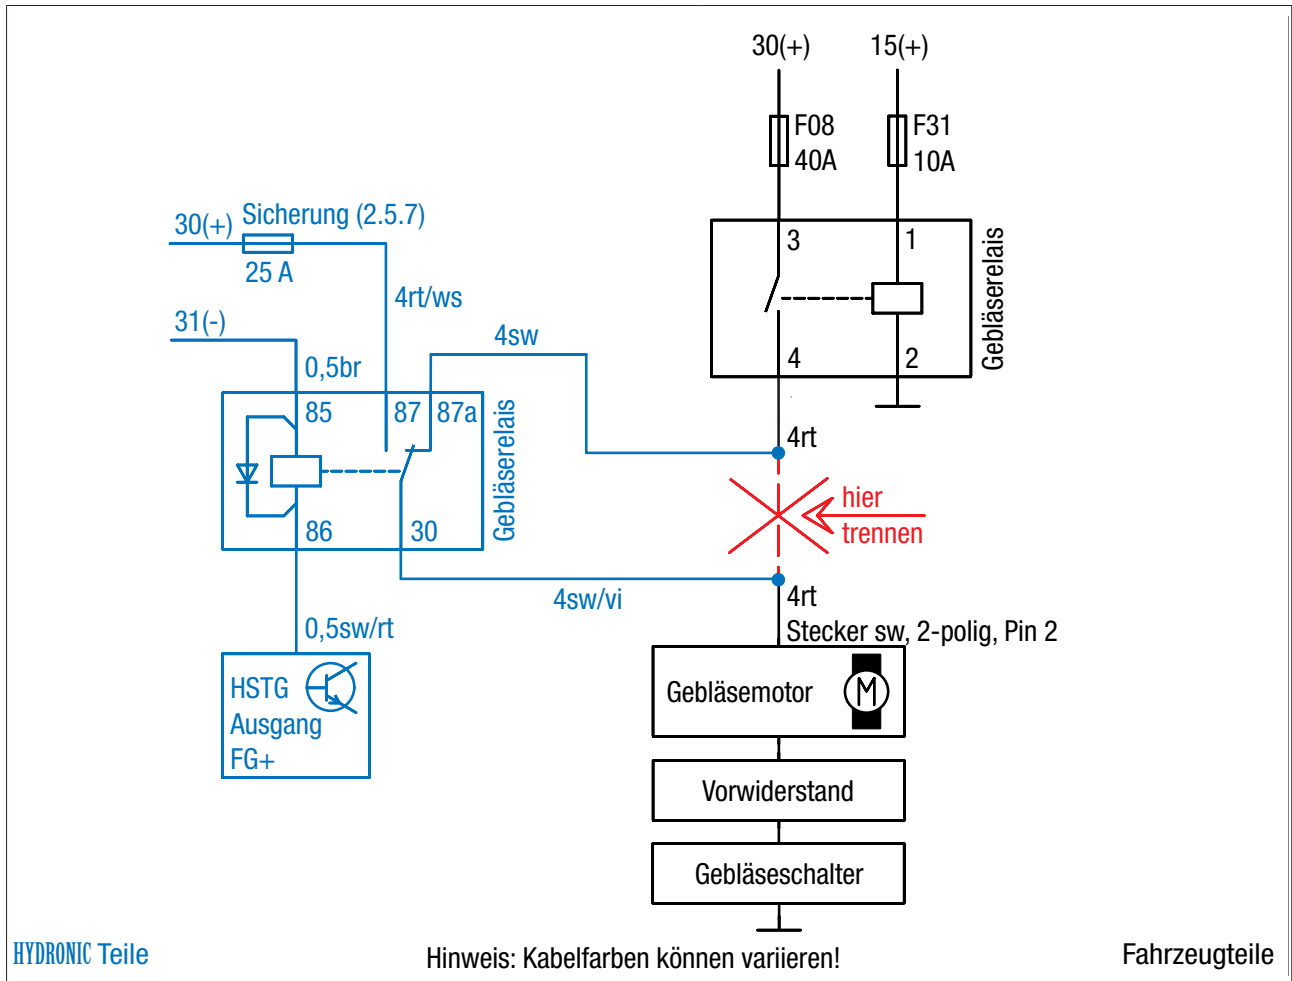 30(+)
15(+)
F08
40A
F31
10A
3
1
4
2
Gebläserelais
30(+)
Sicherung (2.5.7)
25 A
4rt/ws
31(-)
0,5br
4sw
85
87
87a
86
30
Gebläserelais
4rt
hier
trennen
4sw/vi
4rt
Stecker sw, 2-polig, Pin 2
0,5sw/rt
HSTG
Ausgang
FG+
Gebläsemotor
M
Vorwiderstand
Gebläseschalter
HYDRONIC Teile
Hinweis: Kabelfarben können variieren!
Fahrzeugteile